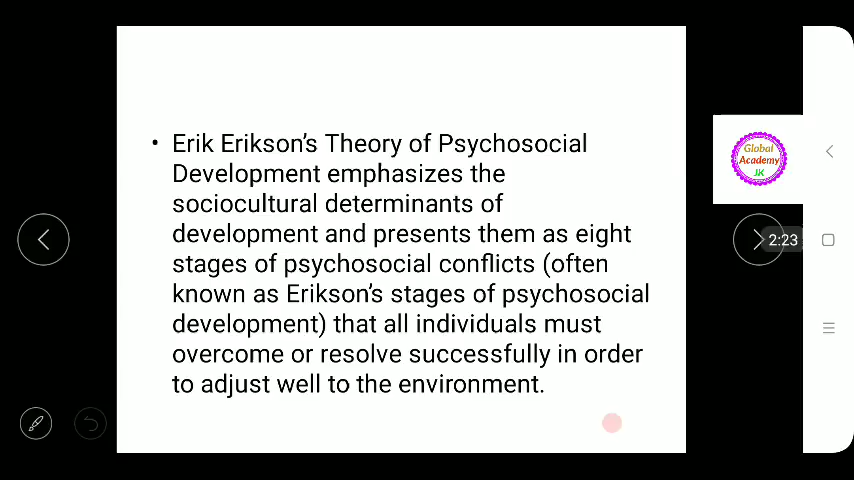 • Erik Erikson's Theory of Psychosocial
Development emphasizes the
sociocultural determinants of
development and presents them as eight
stages of psychosocial conflicts (often
known as Erikson's stages of psychosocial
development) that all individuals must
overcome or resolve successfully in order
to adjust well to the environment.
Global
Academy
JK
2:23